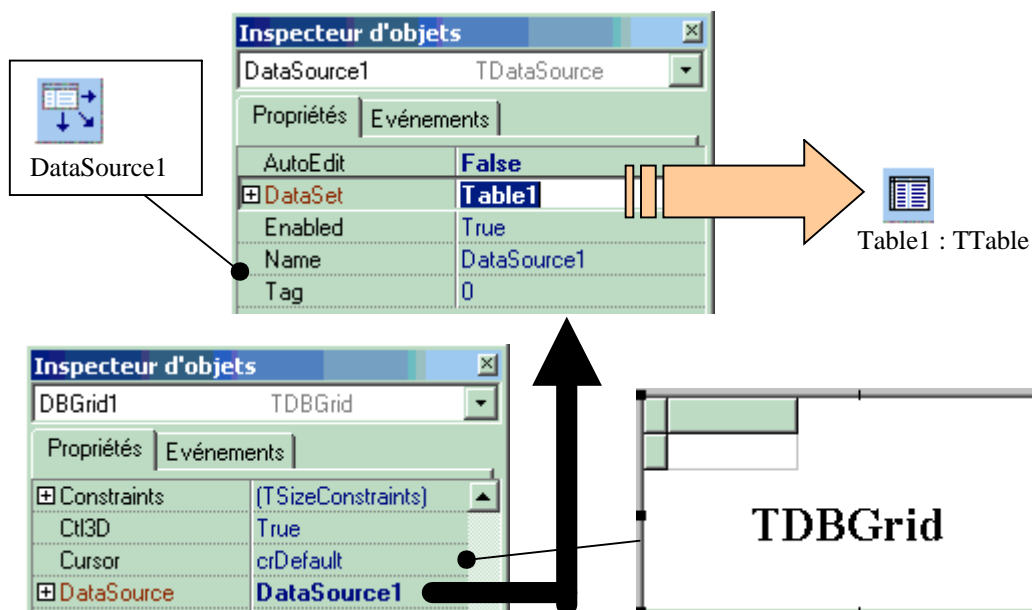 Inspecteur d'objets
DataSource1 TDataSource
Propriétés Evénements
AutoEdit False
DataSet Table1
Enabled True
Name DataSource1
Tag 0
DataSource1
Table1 : TTable
Inspecteur d'objets
DBGrid1 TDBGrid
Propriétés Evénements
Constraints (TSizeConstraints)
Ctl3D True
Cursor crDefault
DataSource DataSource1
TDBGrid